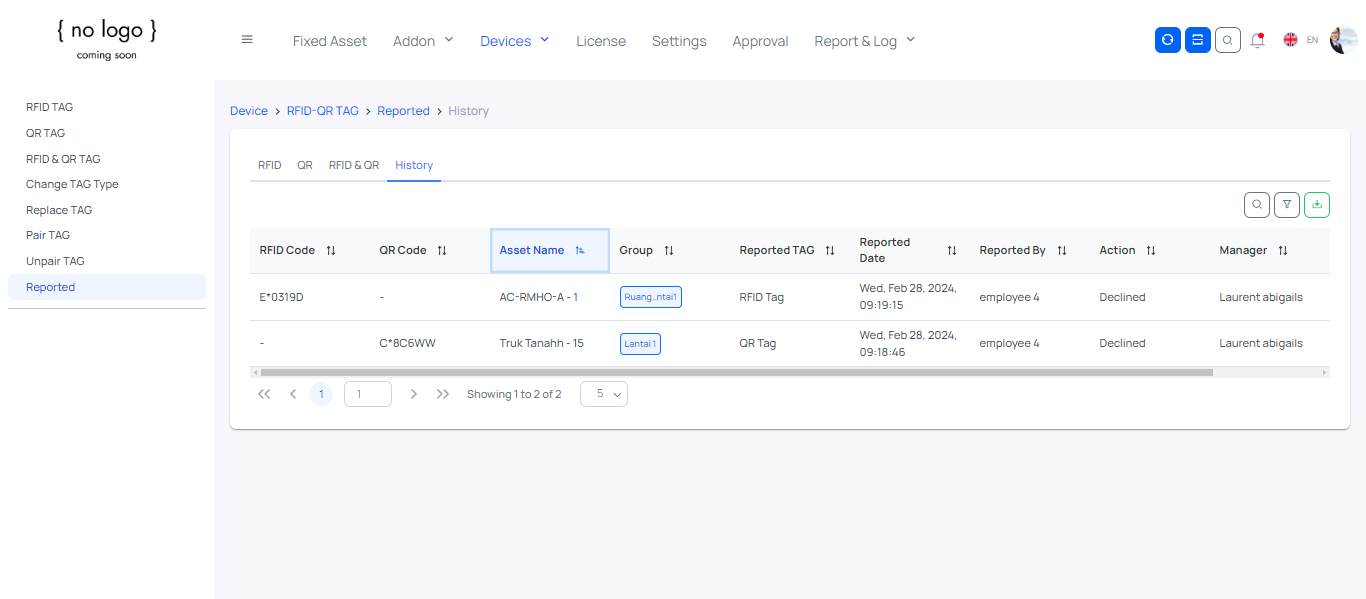 { no logo }
coming soon
Fixed Asset Addon Devices License Settings Approval Report & Log EN
RFID TAG
QR TAG
RFID & QR TAG
Change TAG Type
Replace TAG
Pair TAG
Unpair TAG
Reported
Device > RFID-QR TAG > Reported > History
RFID QR RFID & QR History
RFID Code QR Code Asset Name Group Reported TAG Reported Date Reported By Action Manager
E*0319D - AC-RMHO-A - 1 Ruang..ntai1 RFID Tag Wed, Feb 28, 2024, 09:19:15 employee 4 Declined Laurent abigails
- C*8C6WW Truk Tanahh - 15 Lantai 1 QR Tag Wed, Feb 28, 2024, 09:18:46 employee 4 Declined Laurent abigails
1 1 Showing 1 to 2 of 2 5